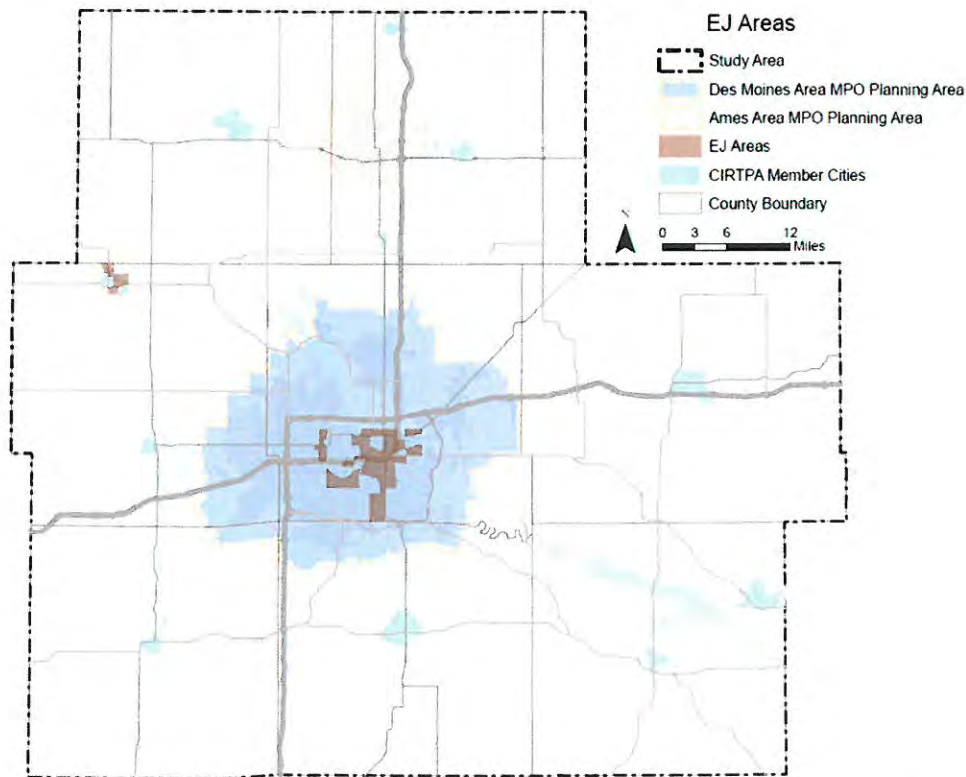 EJ Areas
Study Area
Des Moines Area MPO Planning Area
Ames Area MPO Planning Area
EJ Areas
CIRTPA Member Cities
County Boundary
N
0 3 6 12
Miles